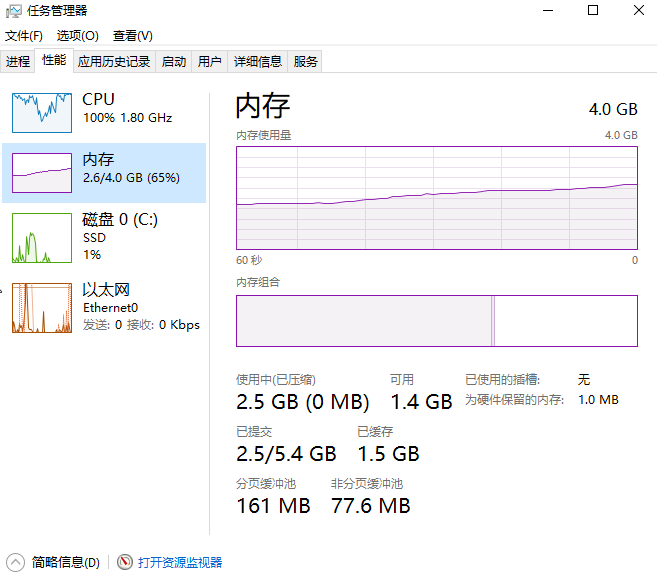 任务管理器
文件(F) 选项(O) 查看(V)
进程 性能 应用历史记录 启动 用户 详细信息 服务
CPU
100% 1.80 GHz
内存
2.6/4.0 GB (65%)
磁盘 0 (C:)
SSD
1%
以太网
Ethernet0
发送: 0 接收: 0 Kbps
内存 4.0 GB
内存使用量 4.0 GB
60 秒 0
内存组合
使用中(已压缩) 可用 已使用的插槽: 无
2.5 GB (0 MB) 1.4 GB 为硬件保留的内存: 1.0 MB
已提交 已缓存
2.5/5.4 GB 1.5 GB
分页缓冲池 非分页缓冲池
161 MB 77.6 MB
简略信息(D) 打开资源监视器